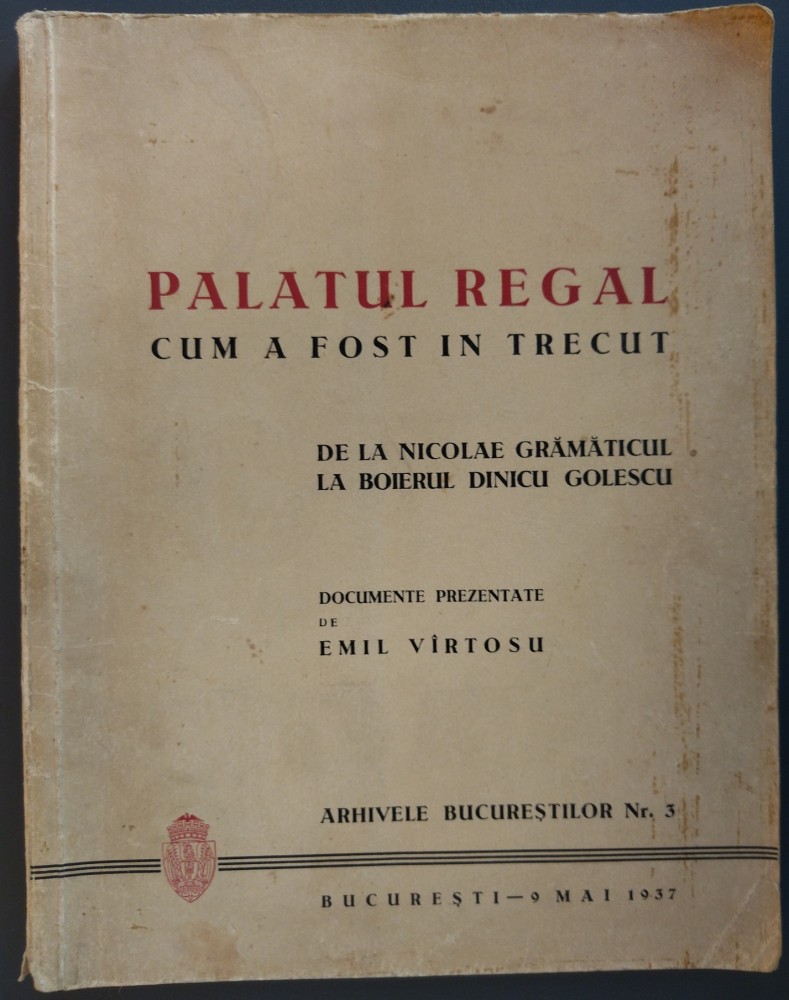 PALATUL REGAL
CUM A FOST IN TRECUT
DE LA NICOLAE GRĂMĂTICUL
LA BOIERUL DINICU GOLESCU
DOCUMENTE PREZENTATE
DE
EMIL VÎRTOSU
ARHIVELE BUCUREȘTILOR Nr. 3
BUCUREȘTI — 9 MAI 1937